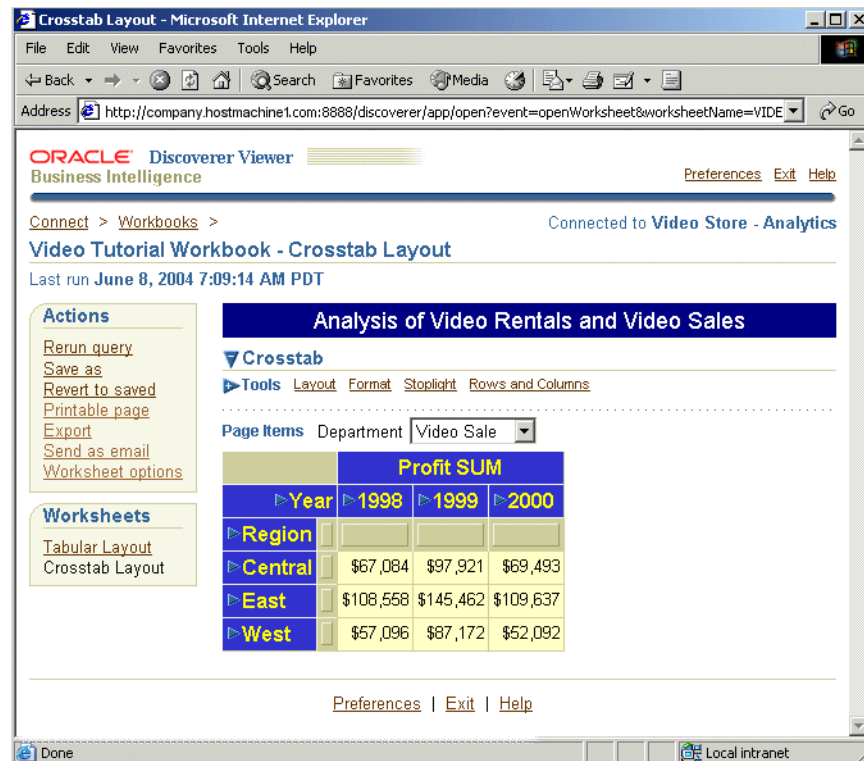 Crosstab Layout - Microsoft Internet Explorer
File Edit View Favorites Tools Help
Back Search Favorites Media
Address http://company.hostmachine1.com:8888/discoverer/app/open?event=openWorksheet&worksheetName=VIDE Go
ORACLE Discoverer Viewer
Business Intelligence
Preferences Exit Help
Connect > Workbooks >
Connected to Video Store - Analytics
Video Tutorial Workbook - Crosstab Layout
Last run June 8, 2004 7:09:14 AM PDT
Actions
Rerun query
Save as
Revert to saved
Printable page
Export
Send as email
Worksheet options
Worksheets
Tabular Layout
Crosstab Layout
Analysis of Video Rentals and Video Sales
Crosstab
Tools Layout Format Stoplight Rows and Columns
Page Items Department Video Sale
Profit SUM
Year 1998 1999 2000
Region
Central $67,084 $97,921 $69,493
East $108,558 $145,462 $109,637
West $57,096 $87,172 $52,092
Preferences | Exit | Help
Done Local intranet